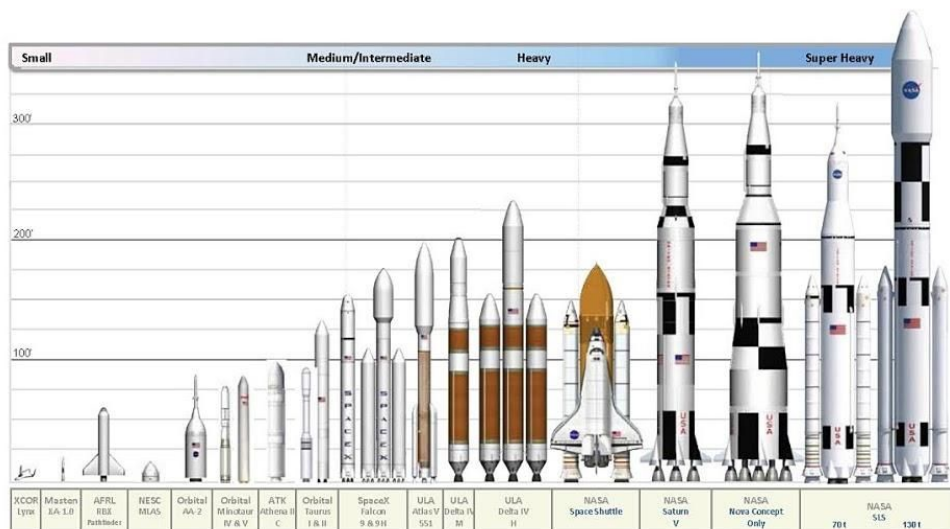 Small Medium/Intermediate Heavy Super Heavy
300'
200'
100'
NASA
SPACEX
SPACEX
USA
USA
XCOR
Lynx
Masten
XA 1.0
AFRL
RBX
Pathfinder
NESC
MLAS
Orbital
AA-2
Orbital
Minotaur
IV & V
ATK
Athena II
C
Orbital
Taurus
I & II
SpaceX
Falcon
9 & 9H
ULA
Atlas V
551
ULA
Delta IV
M
ULA
Delta IV
H
NASA
Space Shuttle
NASA
Saturn
V
NASA
Nova Concept
Only
NASA
SLS
70t 130t